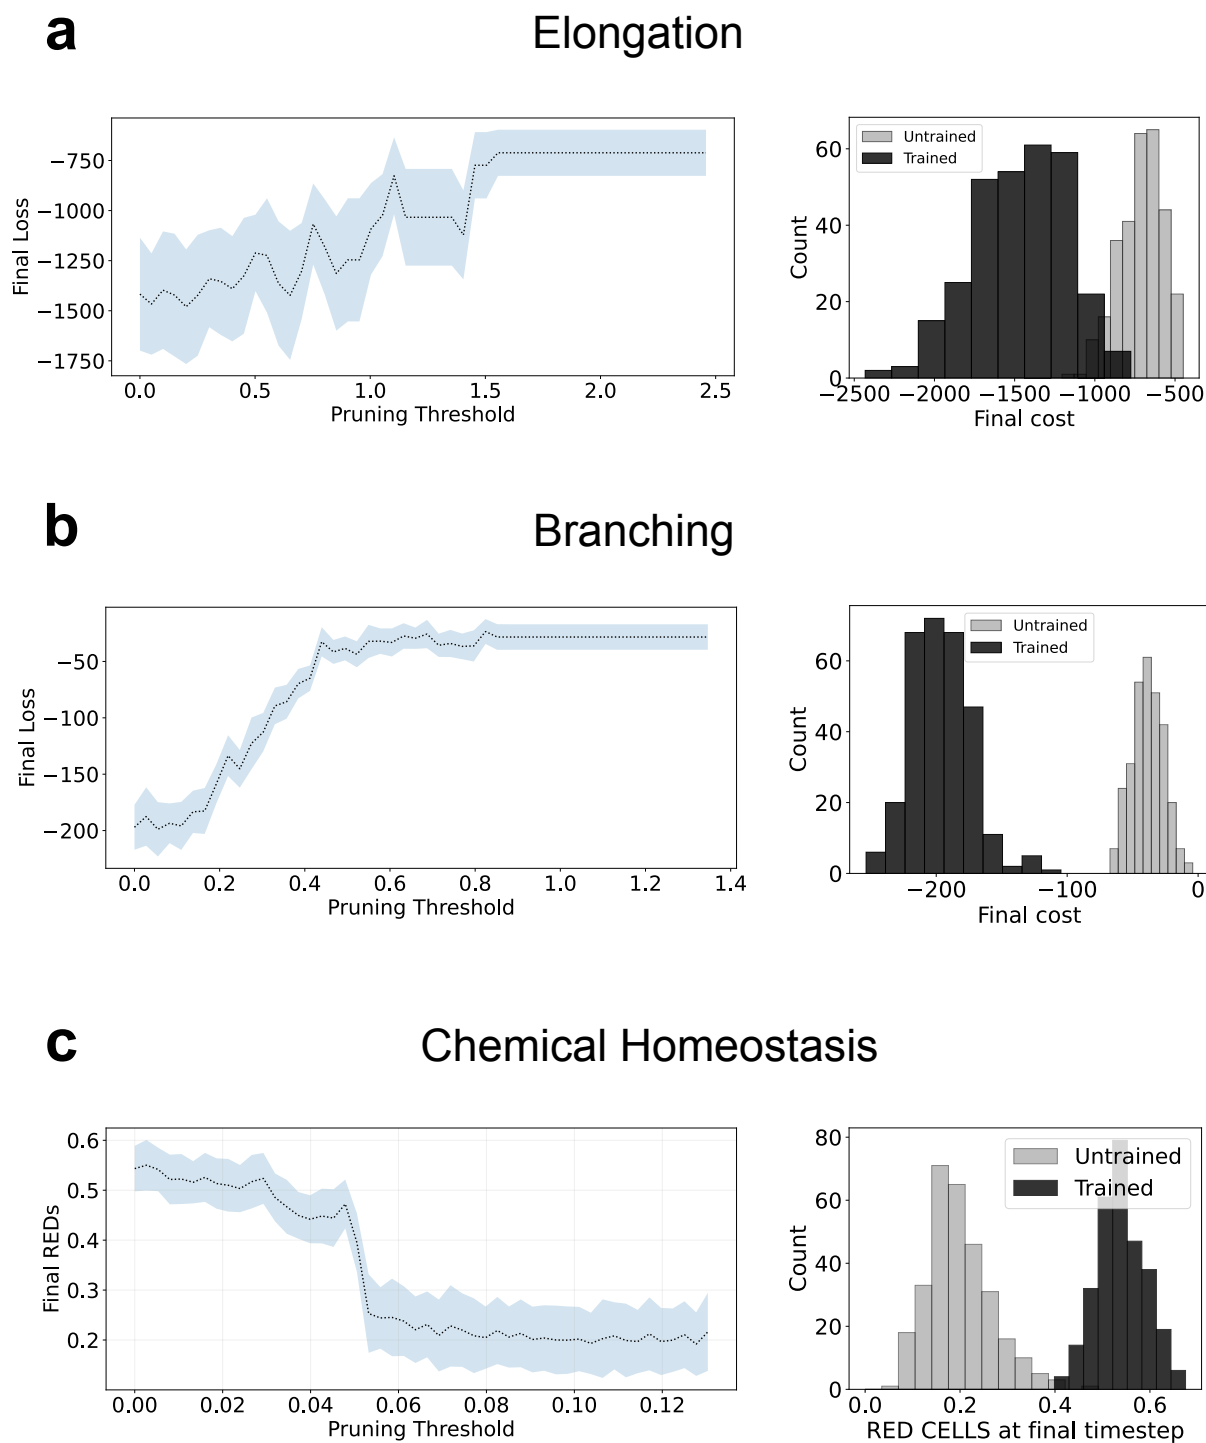 a
Elongation
−750
−1000
−1250
−1500
−1750
Final Loss
0.0 0.5 1.0 1.5 2.0 2.5
Pruning Threshold
Untrained
Trained
60
40
20
0
Count
−2500 −2000 −1500 −1000 −500
Final cost
b
Branching
−50
−100
−150
−200
Final Loss
0.0 0.2 0.4 0.6 0.8 1.0 1.2 1.4
Pruning Threshold
Untrained
Trained
60
40
20
0
Count
−200 −100 0
Final cost
c
Chemical Homeostasis
0.6
0.5
0.4
0.3
0.2
Final REDs
0.00 0.02 0.04 0.06 0.08 0.10 0.12
Pruning Threshold
Untrained
Trained
80
60
40
20
0
Count
0.0 0.2 0.4 0.6
RED CELLS at final timestep